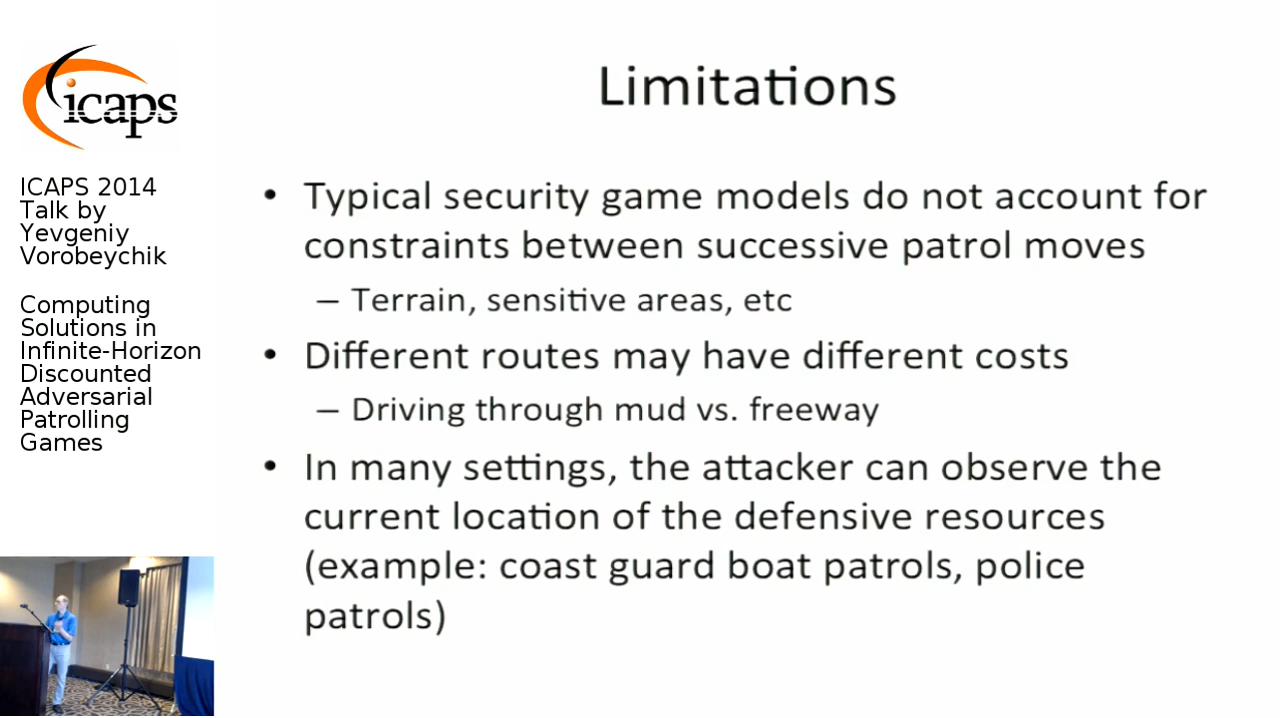 icaps
ICAPS 2014
Talk by
Yevgeniy
Vorobeychik
Computing
Solutions in
Infinite-Horizon
Discounted
Adversarial
Patrolling
Games
Limitations
• Typical security game models do not account for
constraints between successive patrol moves
– Terrain, sensitive areas, etc
• Different routes may have different costs
– Driving through mud vs. freeway
• In many settings, the attacker can observe the
current location of the defensive resources
(example: coast guard boat patrols, police
patrols)